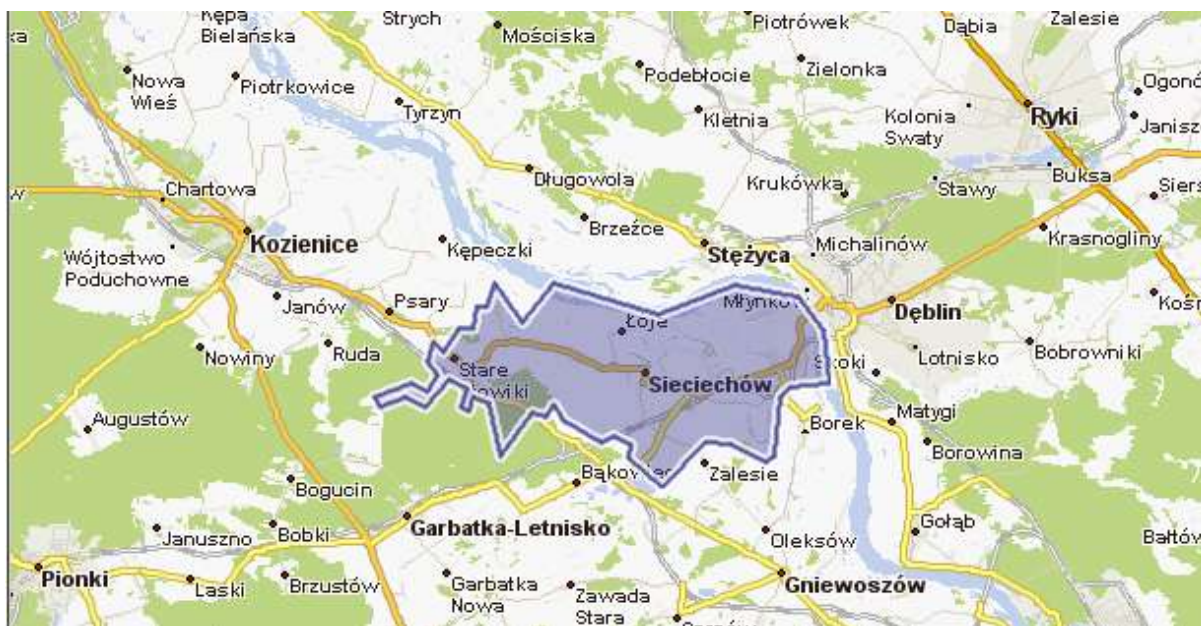 Kępa
Bielańska
Strych
Mościska
Piotrówek
Dąbia
Zalesie
Nowa
Wieś
Piotrkowice
Tyrzyn
Podebłocie
Zielonka
Kletnia
Kolonia
Swaty
Ryki
Ogonó
Janisz
Chartowa
Długowola
Krukówka
Stawy
Buksa
Siers
Wójtostwo
Poduchowne
Kozienice
Kępeczki
Brzeźce
Stężyca
Michalinów
Krasnogliny
Janów
Psary
Młynk
Dęblin
Nowiny
Ruda
Łoje
Lotnisko
Bobrowniki
Stare
Sieciechów
Augustów
Matygi
Borek
Borowina
Bogucin
Bąkowiec
Zalesie
Januszno
Bobki
Garbatka-Letnisko
Oleksów
Gołąb
Bałtów
Pionki
Laski
Brzustów
Garbatka
Nowa
Zawada
Stara
Gniewoszów